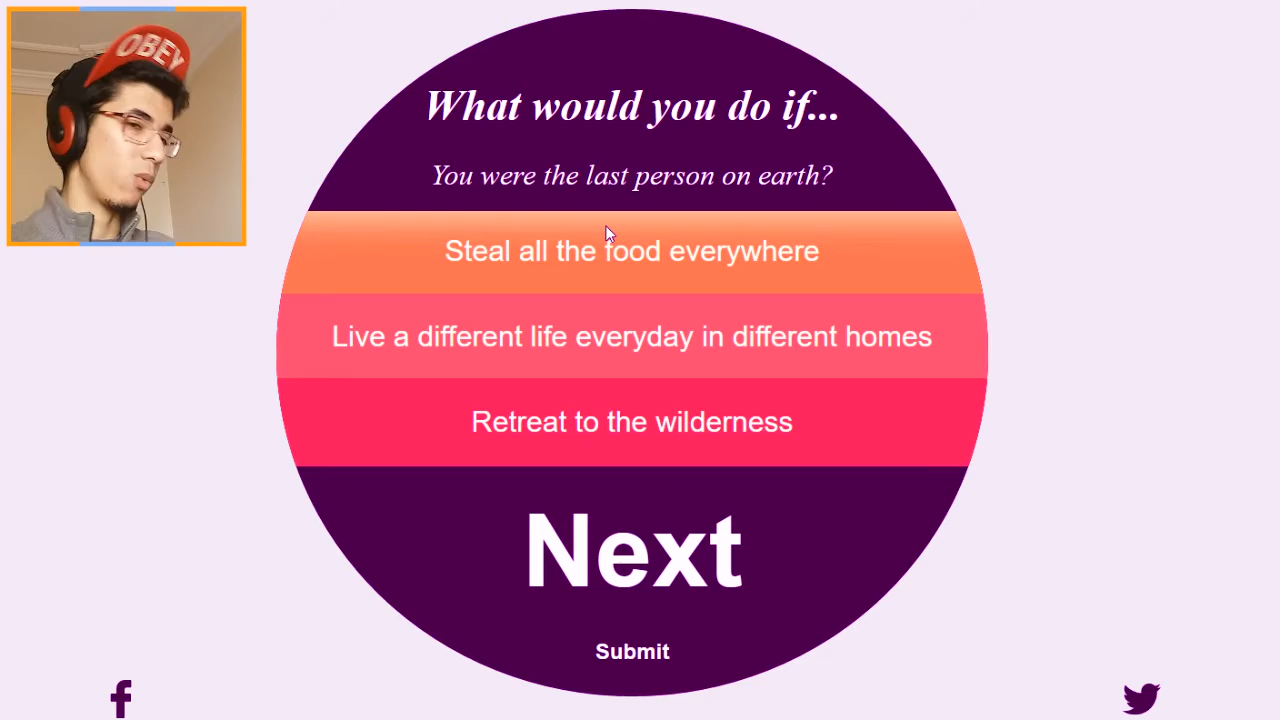 OBEY
What would you do if...
You were the last person on earth?
Steal all the food everywhere
Live a different life everyday in different homes
Retreat to the wilderness
Next
Submit